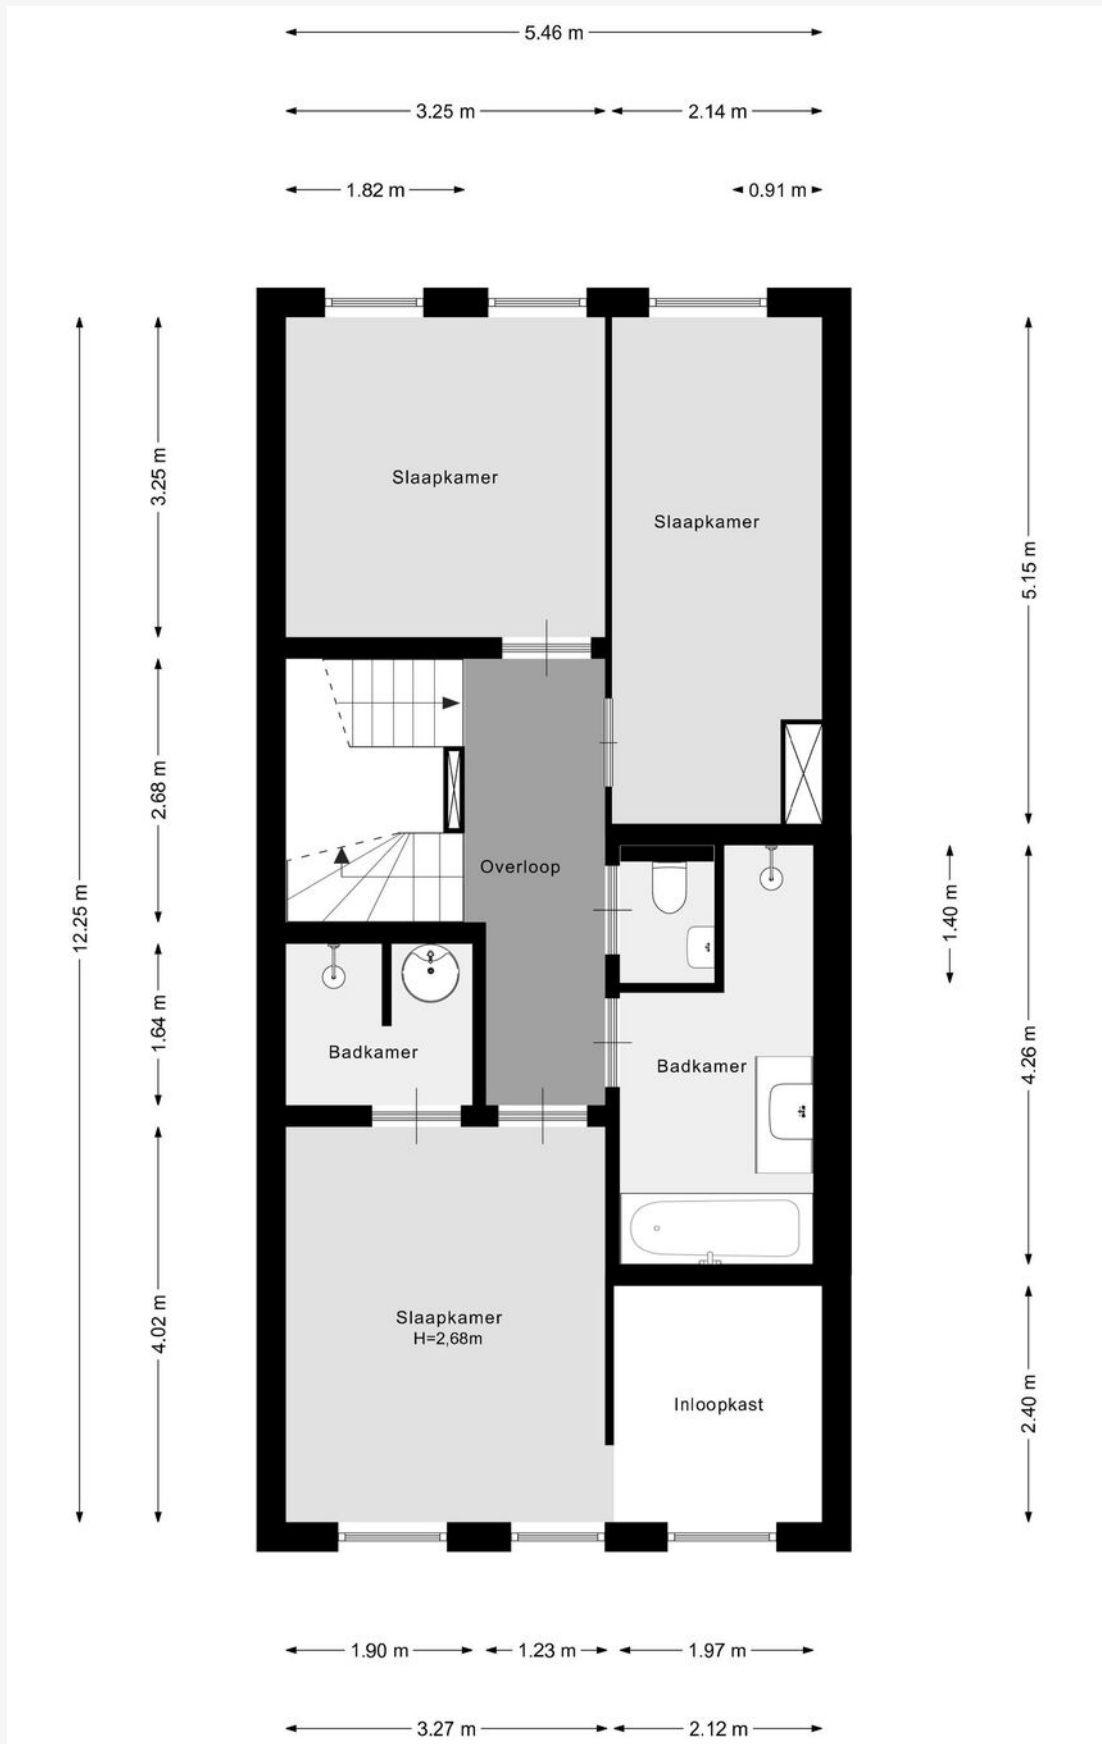 5.46 m
3.25 m
2.14 m
1.82 m
0.91 m
3.25 m
Slaapkamer
Slaapkamer
5.15 m
2.68 m
Overloop
12.25 m
1.40 m
1.64 m
Badkamer
Badkamer
4.26 m
4.02 m
Slaapkamer
H=2,68m
Inloopkast
2.40 m
1.90 m
1.23 m
1.97 m
3.27 m
2.12 m